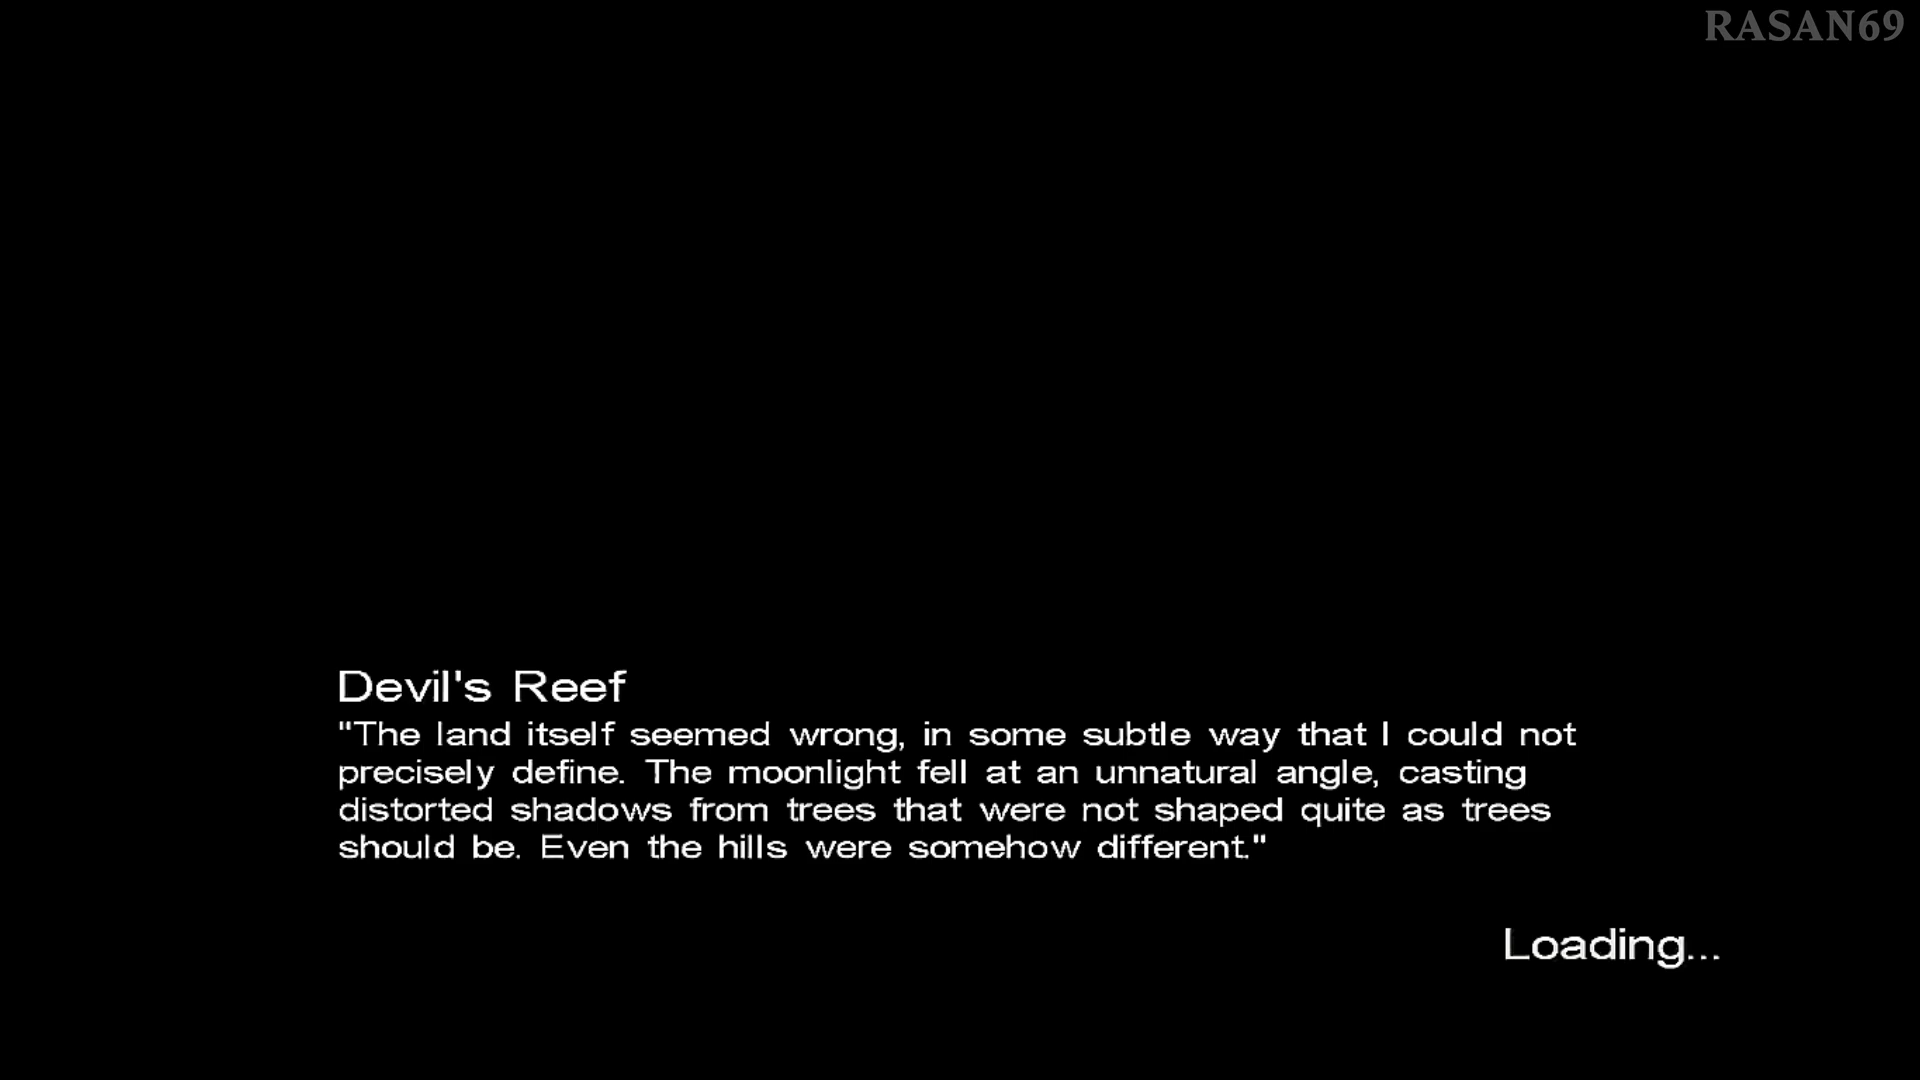 RASAN69
Devil's Reef
"The land itself seemed wrong, in some subtle way that I could not
precisely define. The moonlight fell at an unnatural angle, casting
distorted shadows from trees that were not shaped quite as trees
should be. Even the hills were somehow different."
Loading...